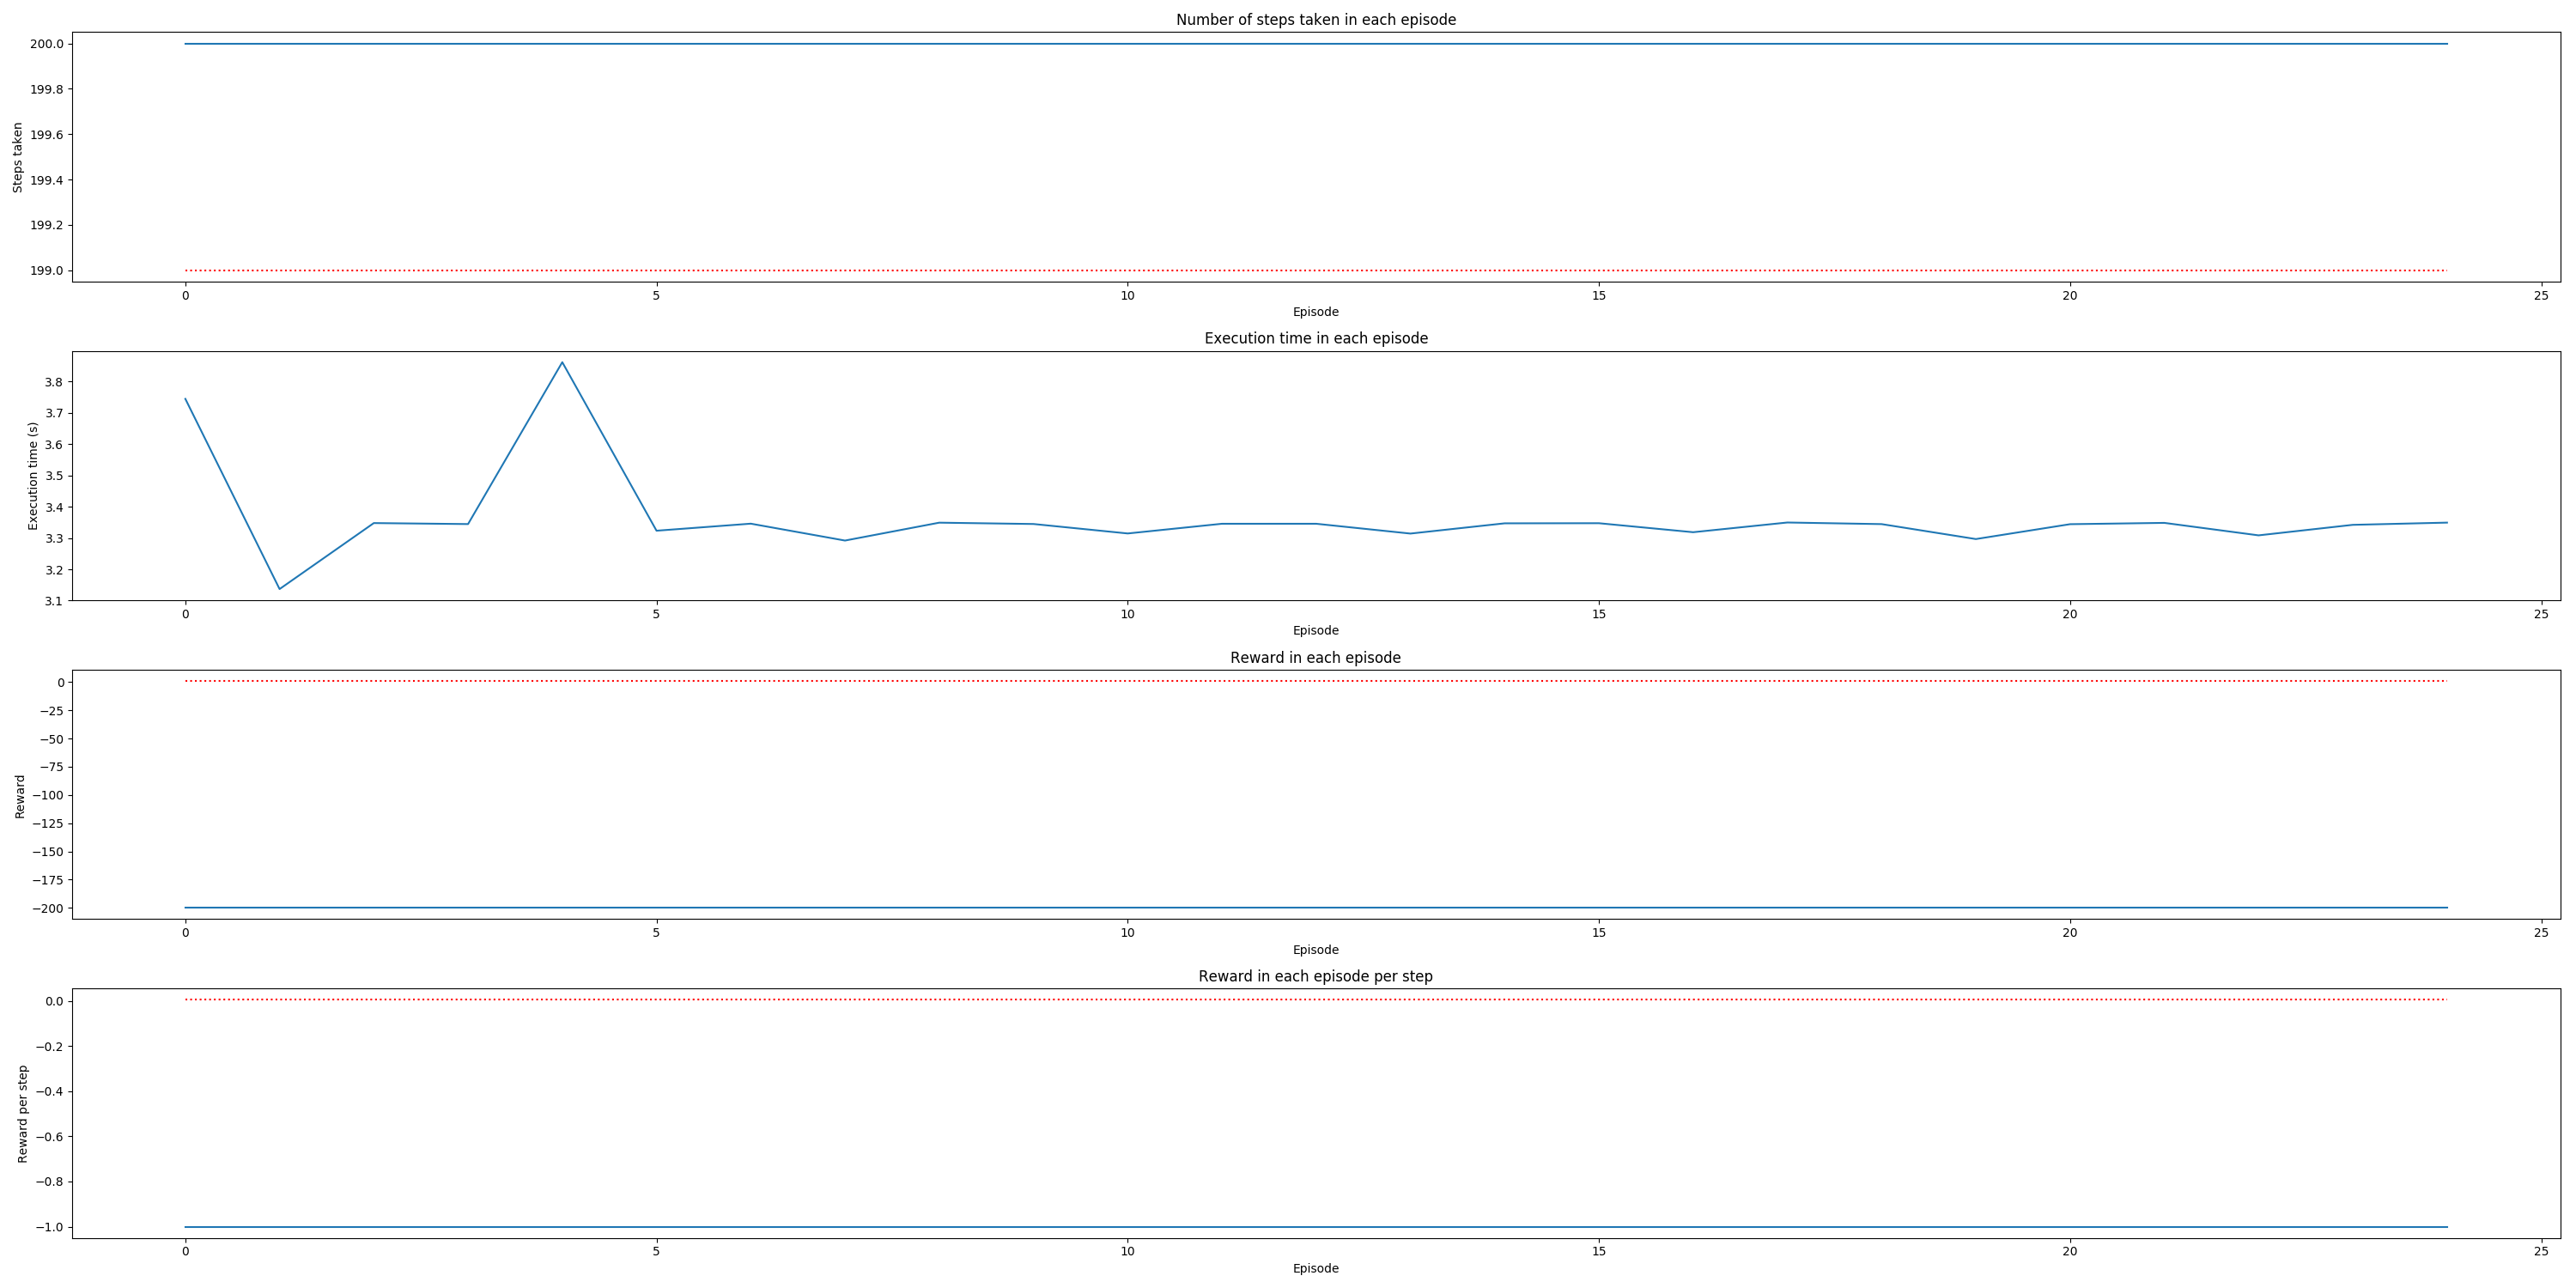 Number of steps taken in each episode
200.0
199.8
199.6
199.4
199.2
199.0
Steps taken
0 5 10 15 20 25
Episode
Execution time in each episode
3.8
3.7
3.6
3.5
3.4
3.3
3.2
3.1
Execution time (s)
0 5 10 15 20 25
Episode
Reward in each episode
0
−25
−50
−75
−100
−125
−150
−175
−200
Reward
0 5 10 15 20 25
Episode
Reward in each episode per step
0.0
−0.2
−0.4
−0.6
−0.8
−1.0
Reward per step
0 5 10 15 20 25
Episode